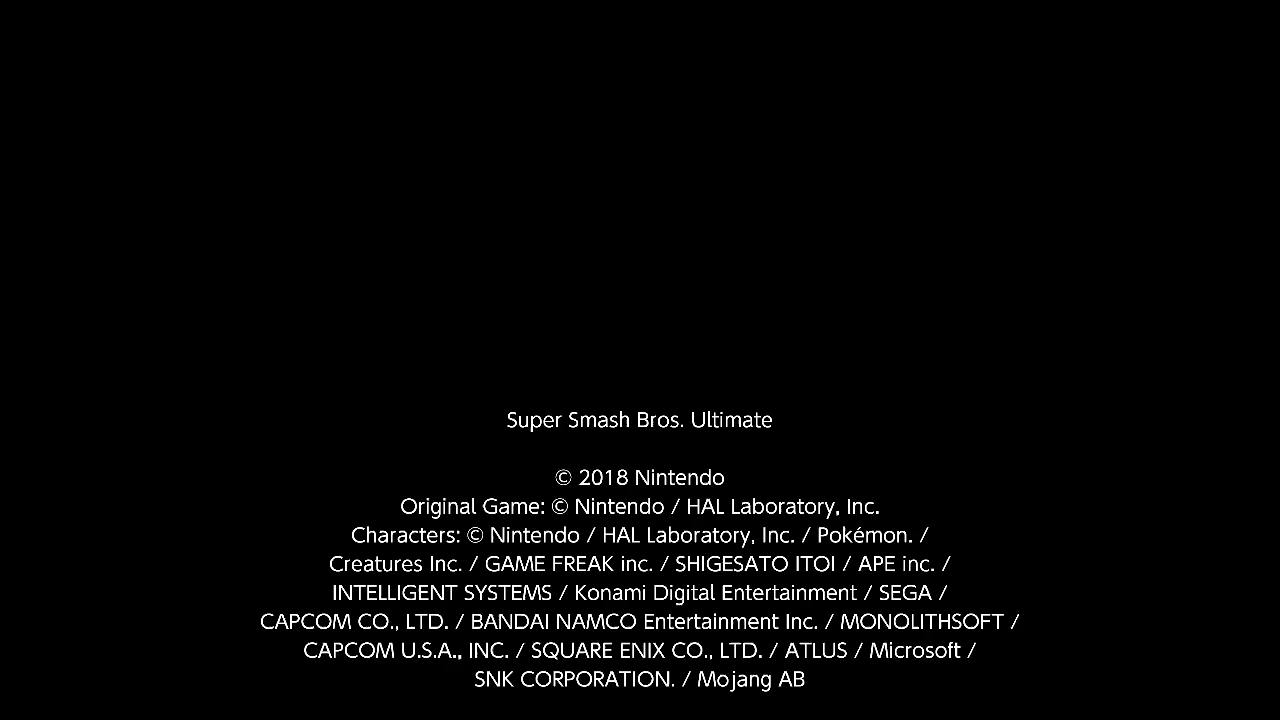 Super Smash Bros. Ultimate
© 2018 Nintendo
Original Game: © Nintendo / HAL Laboratory, Inc.
Characters: © Nintendo / HAL Laboratory, Inc. / Pokémon. /
Creatures Inc. / GAME FREAK inc. / SHIGESATO ITOI / APE inc. /
INTELLIGENT SYSTEMS / Konami Digital Entertainment / SEGA /
CAPCOM CO., LTD. / BANDAI NAMCO Entertainment Inc. / MONOLITHSOFT /
CAPCOM U.S.A., INC. / SQUARE ENIX CO., LTD. / ATLUS / Microsoft /
SNK CORPORATION. / Mojang AB